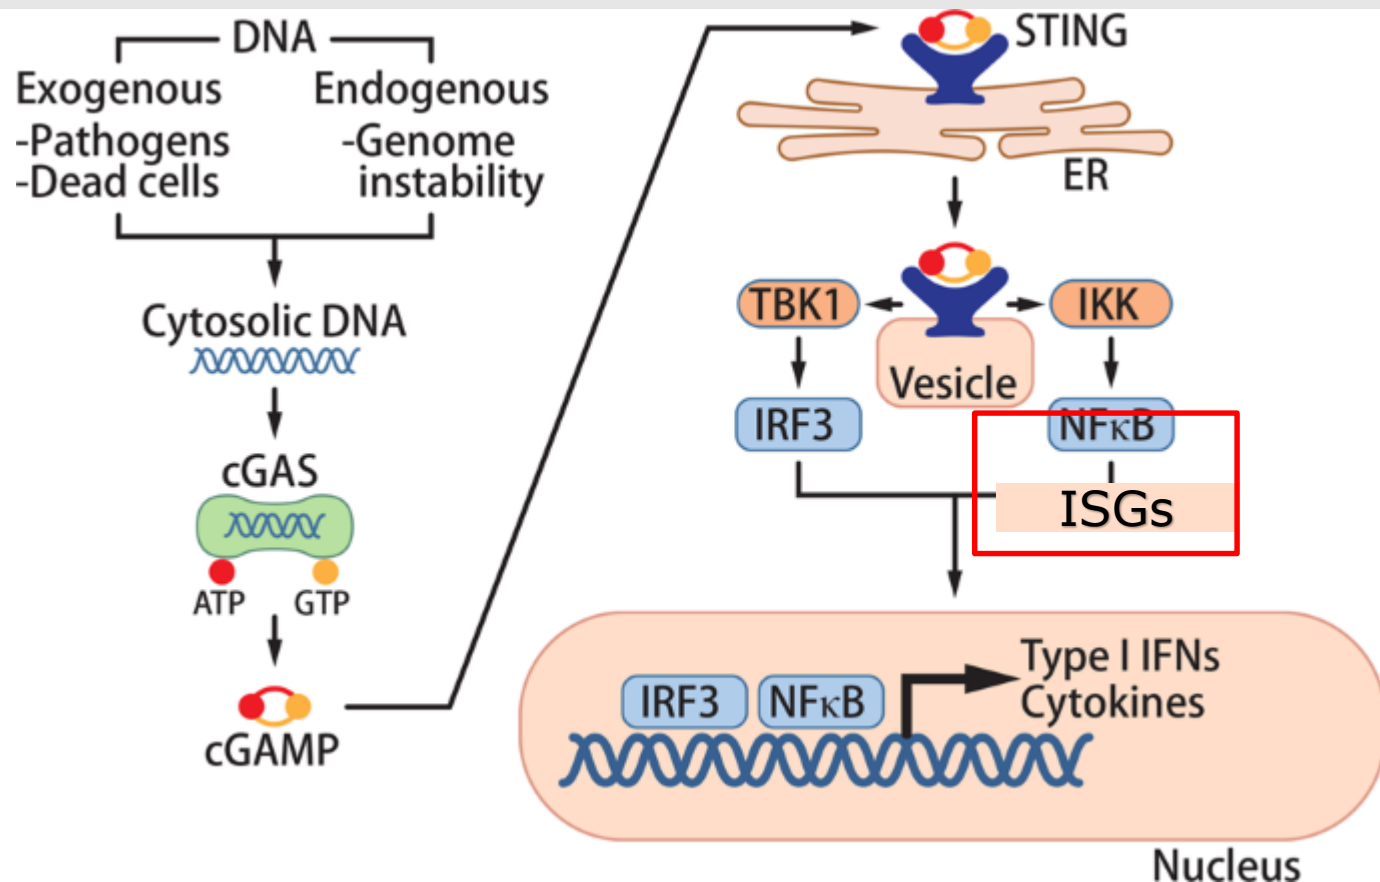 DNA
Exogenous
-Pathogens
-Dead cells
Endogenous
-Genome
instability
Cytosolic DNA
cGAS
ATP
GTP
cGAMP
STING
ER
TBK1
IKK
Vesicle
IRF3
NFκB
ISGs
IRF3
NFκB
Type I IFNs
Cytokines
Nucleus